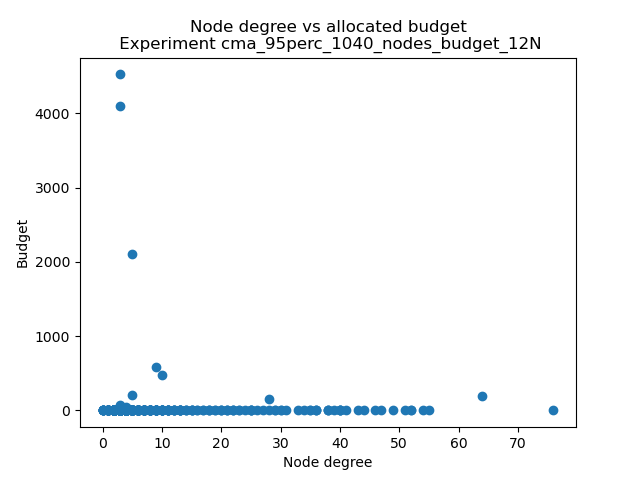 Node degree vs allocated budget
Experiment cma_95perc_1040_nodes_budget_12N
4000
3000
2000
1000
0
Budget
0 10 20 30 40 50 60 70
Node degree